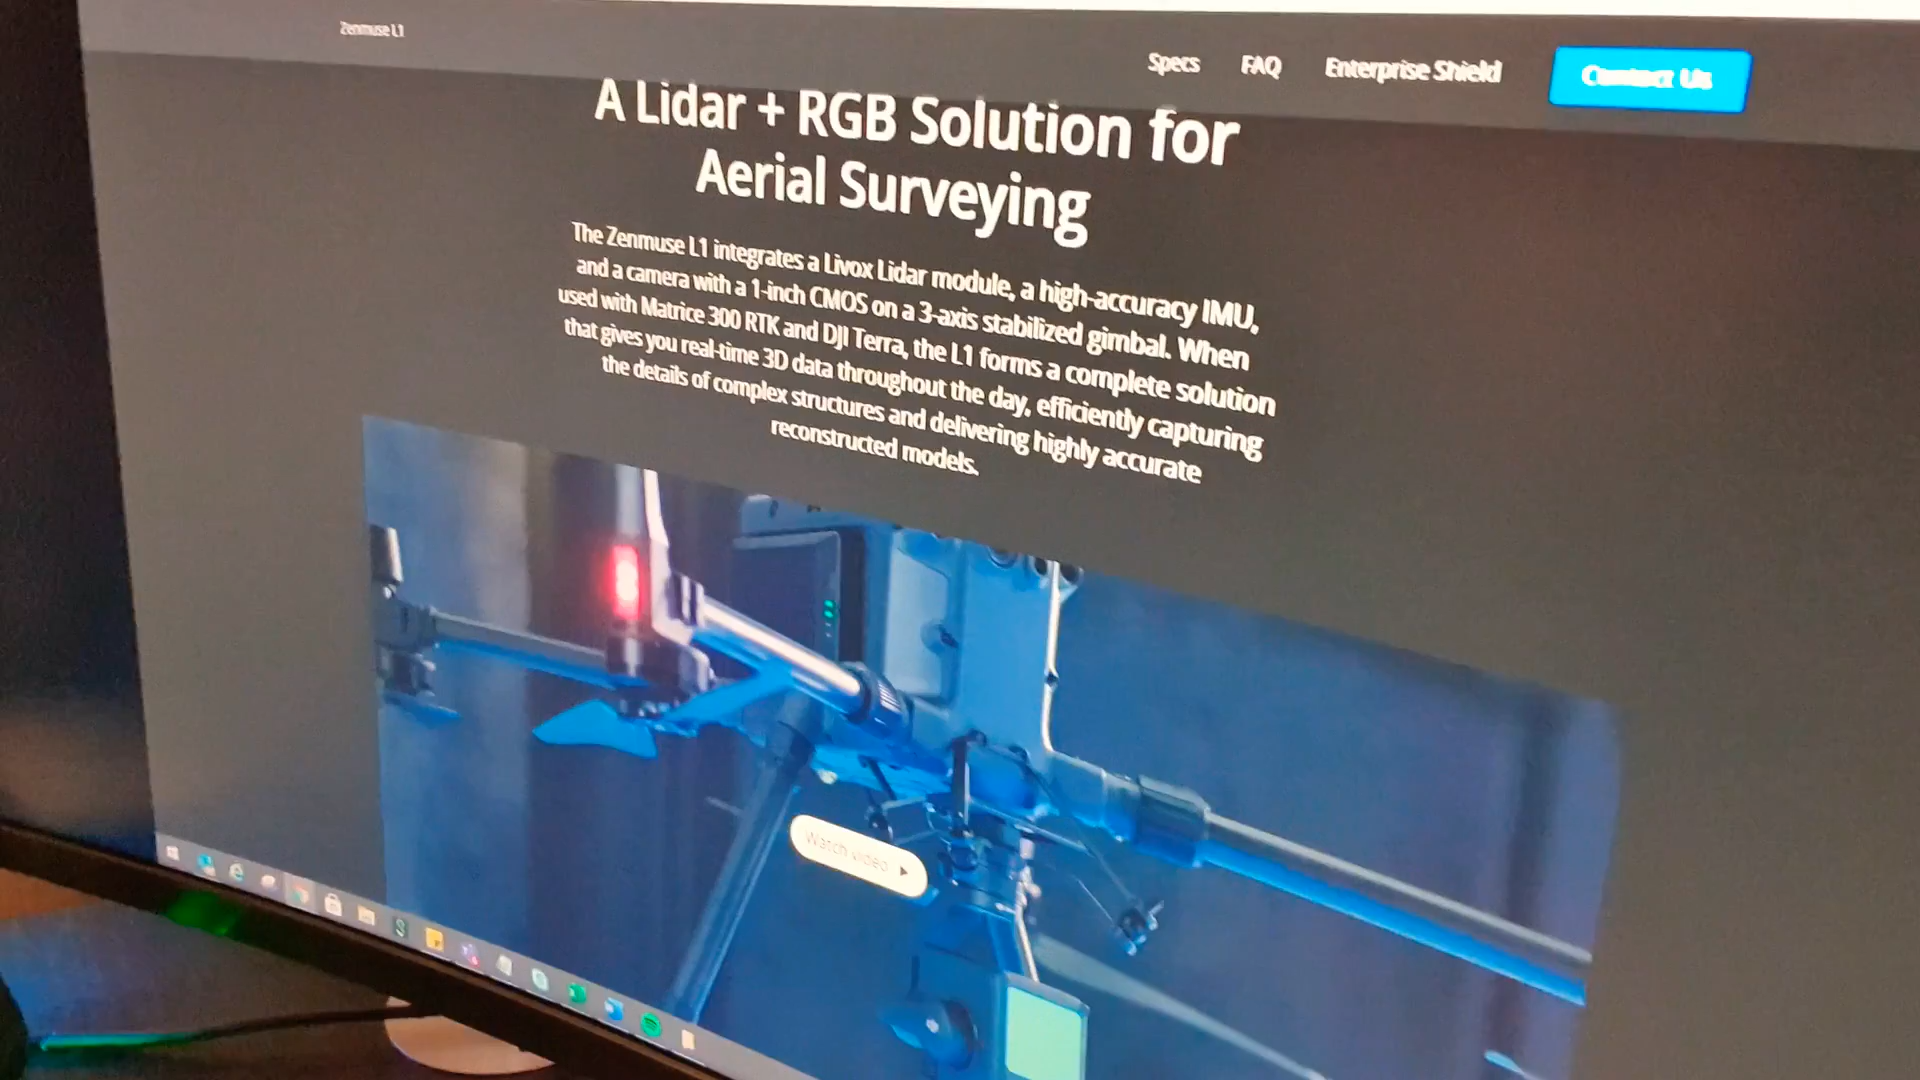 Zenmuse L1
Specs FAQ Enterprise Shield Contact Us
A Lidar + RGB Solution for
Aerial Surveying
The Zenmuse L1 integrates a Livox Lidar module, a high-accuracy IMU,
and a camera with a 1-inch CMOS on a 3-axis stabilized gimbal. When
used with Matrice 300 RTK and DJI Terra, the L1 forms a complete solution
that gives you real-time 3D data throughout the day, efficiently capturing
the details of complex structures and delivering highly accurate
reconstructed models.
Watch video